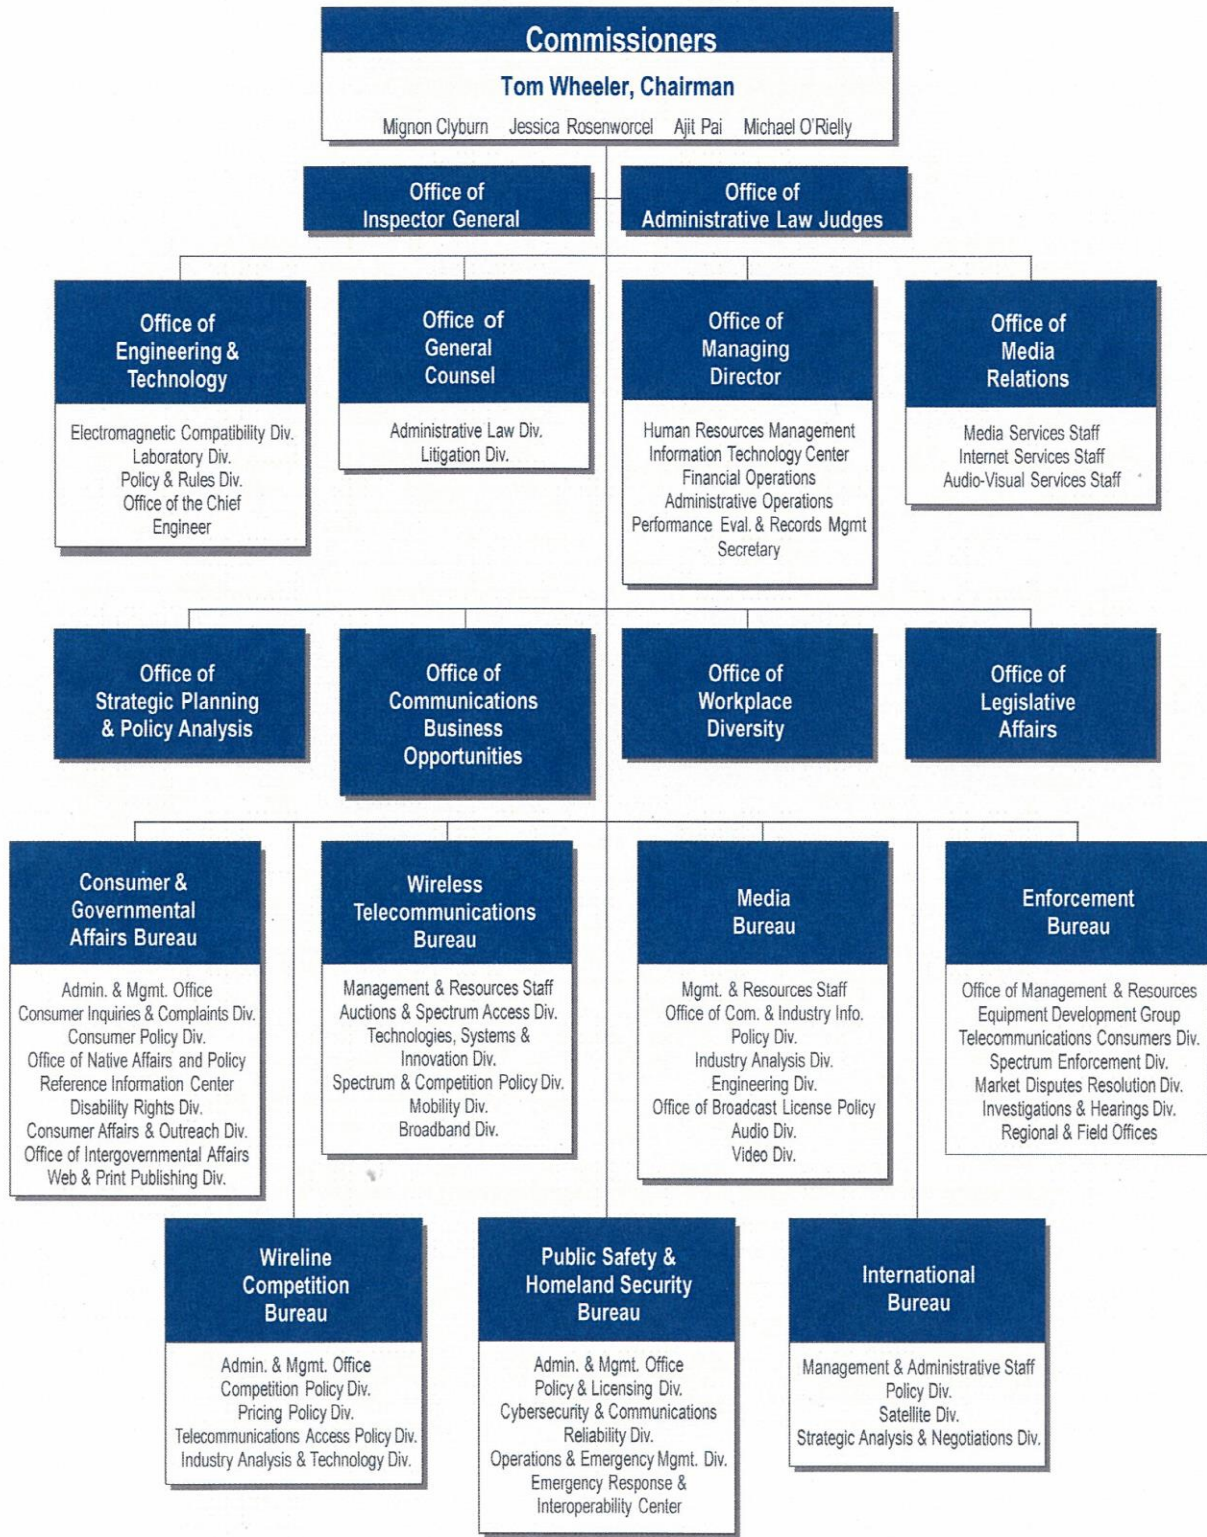 Commissioners
Tom Wheeler, Chairman
Mignon Clyburn Jessica Rosenworcel Ajit Pai Michael O'Rielly
Office of
Inspector General
Office of
Administrative Law Judges
Office of
Engineering &
Technology
Electromagnetic Compatibility Div.
Laboratory Div.
Policy & Rules Div.
Office of the Chief
Engineer
Office of
General
Counsel
Administrative Law Div.
Litigation Div.
Office of
Managing
Director
Human Resources Management
Information Technology Center
Financial Operations
Administrative Operations
Performance Eval. & Records Mgmt
Secretary
Office of
Media
Relations
Media Services Staff
Internet Services Staff
Audio-Visual Services Staff
Office of
Strategic Planning
& Policy Analysis
Office of
Communications
Business
Opportunities
Office of
Workplace
Diversity
Office of
Legislative
Affairs
Consumer &
Governmental
Affairs Bureau
Admin. & Mgmt. Office
Consumer Inquiries & Complaints Div.
Consumer Policy Div.
Office of Native Affairs and Policy
Reference Information Center
Disability Rights Div.
Consumer Affairs & Outreach Div.
Office of Intergovernmental Affairs
Web & Print Publishing Div.
Wireless
Telecommunications
Bureau
Management & Resources Staff
Auctions & Spectrum Access Div.
Technologies, Systems &
Innovation Div.
Spectrum & Competition Policy Div.
Mobility Div.
Broadband Div.
Media
Bureau
Mgmt. & Resources Staff
Office of Com. & Industry Info.
Policy Div.
Industry Analysis Div.
Engineering Div.
Office of Broadcast License Policy
Audio Div.
Video Div.
Enforcement
Bureau
Office of Management & Resources
Equipment Development Group
Telecommunications Consumers Div.
Spectrum Enforcement Div.
Market Disputes Resolution Div.
Investigations & Hearings Div.
Regional & Field Offices
Wireline
Competition
Bureau
Admin. & Mgmt. Office
Competition Policy Div.
Pricing Policy Div.
Telecommunications Access Policy Div.
Industry Analysis & Technology Div.
Public Safety &
Homeland Security
Bureau
Admin. & Mgmt. Office
Policy & Licensing Div.
Cybersecurity & Communications
Reliability Div.
Operations & Emergency Mgmt. Div.
Emergency Response &
Interoperability Center
International
Bureau
Management & Administrative Staff
Policy Div.
Satellite Div.
Strategic Analysis & Negotiations Div.